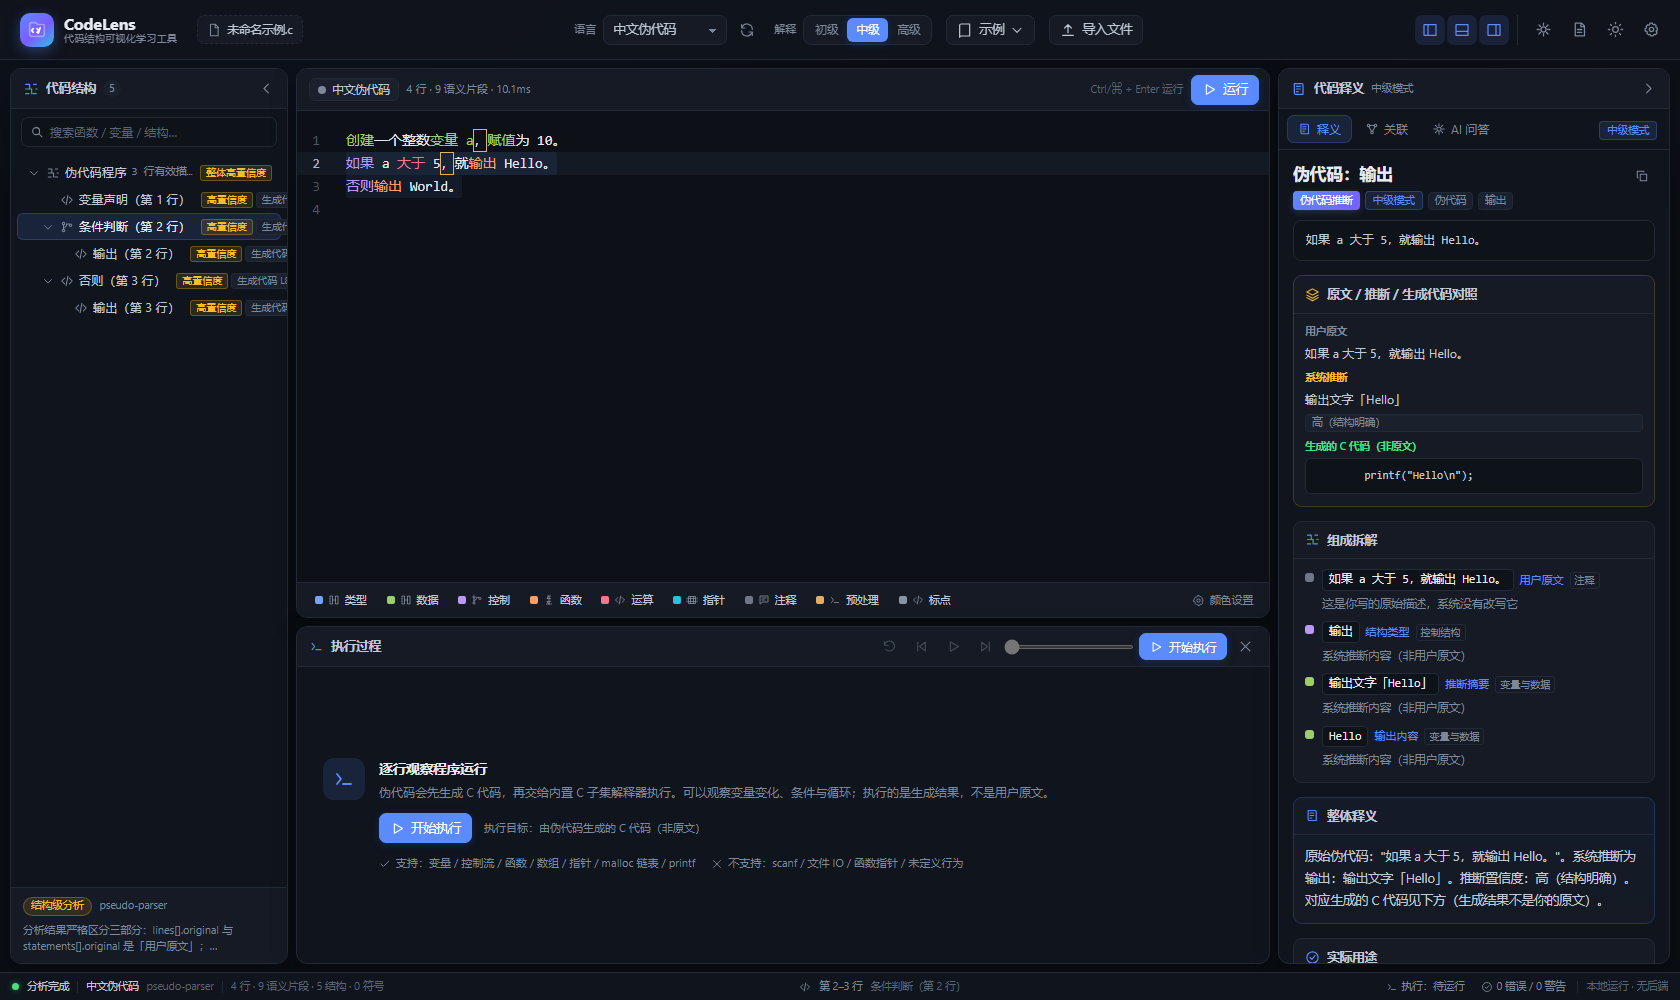 CodeLens
代码结构可视化学习工具
未命名示例.c
语言
中文伪代码
解释
初级
中级
高级
示例
导入文件
代码结构 5
搜索函数 / 变量 / 结构...
伪代码程序 3 行有效描... 整体高置信度
变量声明（第 1 行） 高置信度
条件判断（第 2 行） 高置信度
输出（第 2 行） 高置信度 生成代码
否则（第 3 行） 高置信度 生成代码
输出（第 3 行） 高置信度 生成代码
结构级分析 pseudo-parser
分析结果严格区分三部分：lines[].original 与
statements[].original 是「用户原文」；...
中文伪代码 4 行 · 9 语义片段 · 10.1ms
Ctrl/⌘ + Enter 运行
运行
1 创建一个整数变量 a，赋值为 10。
2 如果 a 大于 5，就输出 Hello。
3 否则输出 World。
4
类型 数据 控制 函数 运算 指针 注释 预处理 标点
颜色设置
执行过程
开始执行
逐行观察程序运行
伪代码会先生成 C 代码，再交给内置 C 子集解释器执行。可以观察变量变化、条件与循环；执行的是生成结果，不是用户原文。
开始执行 执行目标：由伪代码生成的 C 代码（非原文）
支持：变量 / 控制流 / 函数 / 数组 / 指针 / malloc 链表 / printf 不支持：scanf / 文件 IO / 函数指针 / 未定义行为
代码释义 中级模式
释义 关联 AI 问答 中级模式
伪代码：输出
伪代码推断 中级模式 伪代码 输出
如果 a 大于 5，就输出 Hello。
原文 / 推断 / 生成代码对照
用户原文
如果 a 大于 5，就输出 Hello。
系统推断
输出文字「Hello」
高（结构明确）
生成的 C 代码（非原文）
printf("Hello\n");
组成拆解
如果 a 大于 5，就输出 Hello。 用户原文 注释
这是你写的原始描述，系统没有改写它
输出 结构类型 控制结构
系统推断内容（非用户原文）
输出文字「Hello」 推断摘要 变量与数据
系统推断内容（非用户原文）
Hello 输出内容 变量与数据
系统推断内容（非用户原文）
整体释义
原始伪代码："如果 a 大于 5，就输出 Hello。"。系统推断为
输出：输出文字「Hello」。推断置信度：高（结构明确）。
对应生成的 C 代码见下方（生成结果不是你的原文）。
实际用途
分析完成 中文伪代码 pseudo-parser 4 行 · 9 语义片段 · 5 结构 · 0 符号
第 2–3 行 条件判断（第 2 行）
执行：待运行 0 错误 / 0 警告 本地运行 · 无后端